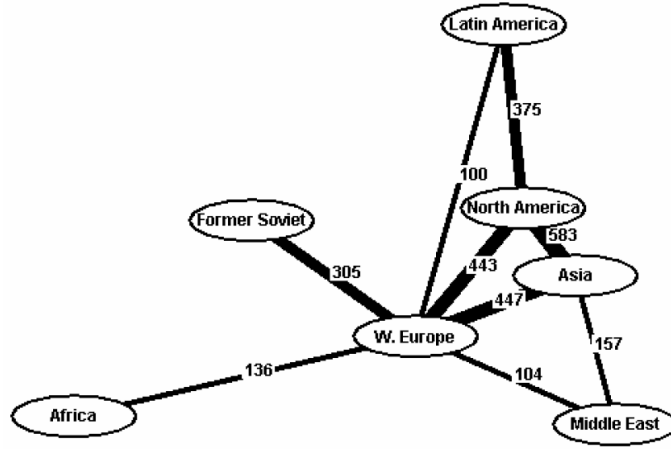 Latin America
375
100
North America
Former Soviet
583
443
305
Asia
447
W. Europe
157
136
104
Africa
Middle East